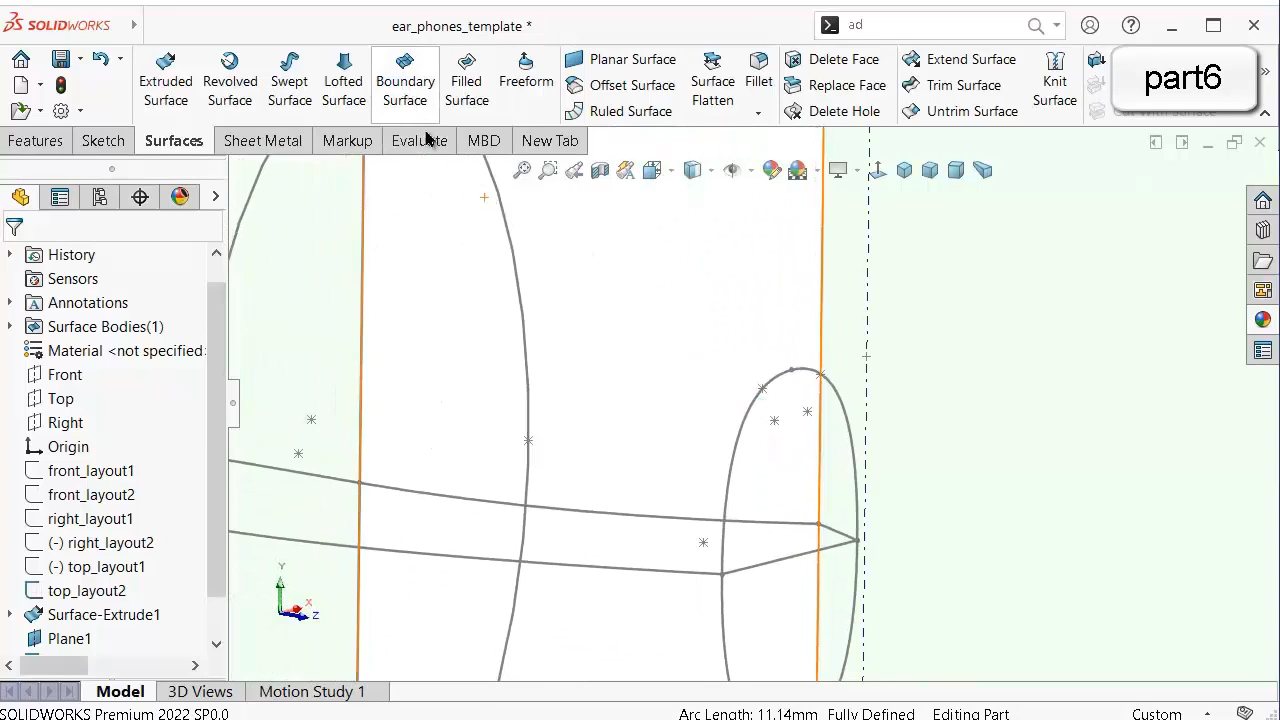 SOLIDWORKS
ear_phones_template *
ad
part6
Extruded Surface
Revolved Surface
Swept Surface
Lofted Surface
Boundary Surface
Filled Surface
Freeform
Planar Surface
Offset Surface
Ruled Surface
Surface Flatten
Fillet
Delete Face
Replace Face
Delete Hole
Extend Surface
Trim Surface
Untrim Surface
Knit Surface
Features
Sketch
Surfaces
Sheet Metal
Markup
Evaluate
MBD
New Tab
History
Sensors
Annotations
Surface Bodies(1)
Material <not specified>
Front
Top
Right
Origin
front_layout1
front_layout2
right_layout1
(-) right_layout2
(-) top_layout1
top_layout2
Surface-Extrude1
Plane1
Y
X
Z
Model
3D Views
Motion Study 1
SOLIDWORKS Premium 2022 SP0.0
Arc Length: 11.14mm
Fully Defined
Editing Part
Custom